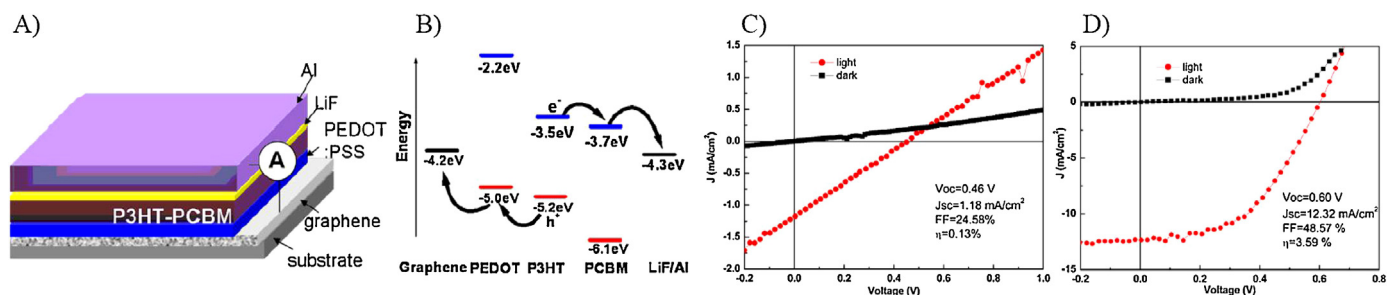 A)
Al
LiF
PEDOT
:PSS
A
P3HT-PCBM
graphene
substrate
B)
Energy
-2.2eV
e-
-3.5eV
-3.7eV
-4.2eV
-4.3eV
-5.0eV
-5.2eV
h+
-6.1eV
Graphene PEDOT P3HT PCBM LiF/Al
C)
J (mA/cm²)
1.5
1.0
0.5
0.0
-0.5
-1.0
-1.5
-2.0
light
dark
Voc=0.46 V
Jsc=1.18 mA/cm²
FF=24.58%
η=0.13%
-0.2 0.0 0.2 0.4 0.6 0.8 1.0
Voltage (V)
D)
J (mA/cm²)
5
0
-5
-10
-15
light
dark
Voc=0.60 V
Jsc=12.32 mA/cm²
FF=48.57 %
η=3.59 %
-0.2 0.0 0.2 0.4 0.6 0.8
Voltage (V)